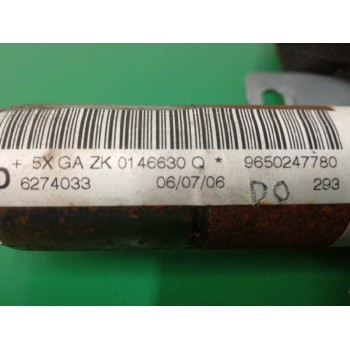 + 5X GA ZK 0146630 Q * 9650247780
D 6274033 06/07/06 DO 293